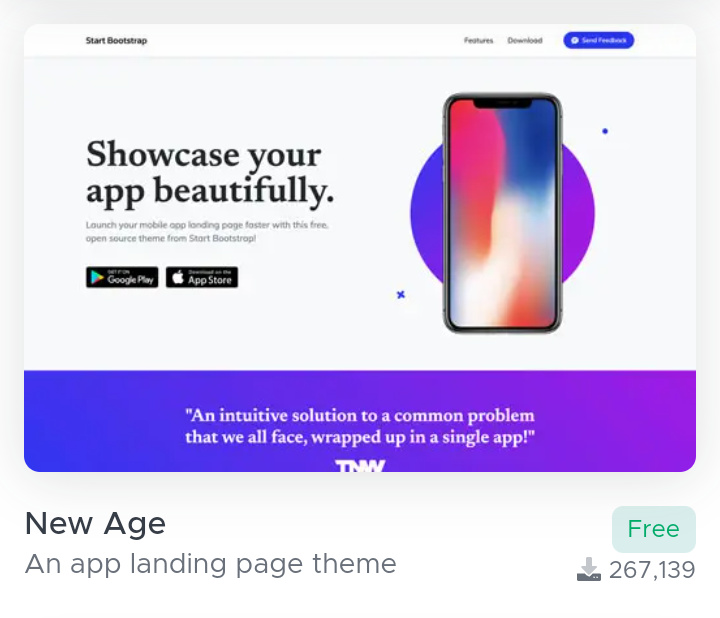 Start Bootstrap
Features
Download
Send Feedback
Showcase your
app beautifully.
Launch your mobile app landing page faster with this free,
open source theme from Start Bootstrap!
GET IT ON
Google Play
Download on the
App Store
"An intuitive solution to a common problem
that we all face, wrapped up in a single app!"
TNW
New Age
Free
An app landing page theme
267,139